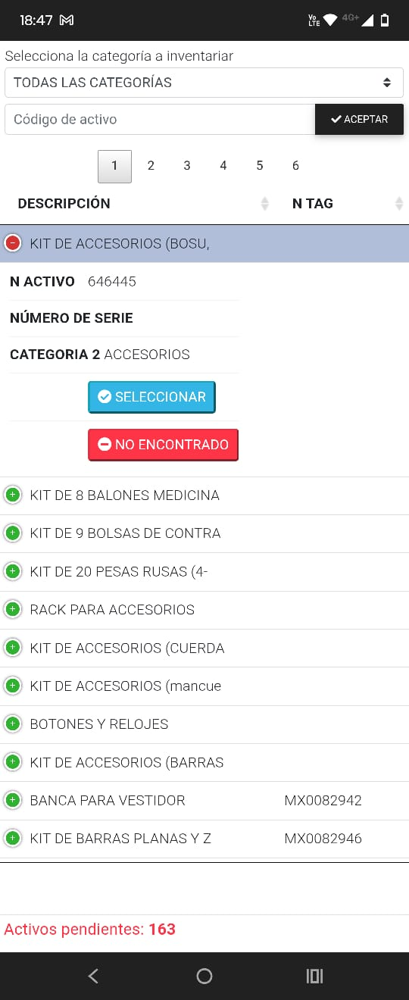 18:47
Vo LTE 4G+
Selecciona la categoría a inventariar
TODAS LAS CATEGORÍAS
Código de activo ACEPTAR
1 2 3 4 5 6
DESCRIPCIÓN N TAG
KIT DE ACCESORIOS (BOSU,
N ACTIVO 646445
NÚMERO DE SERIE
CATEGORIA 2 ACCESORIOS
SELECCIONAR
NO ENCONTRADO
KIT DE 8 BALONES MEDICINA
KIT DE 9 BOLSAS DE CONTRA
KIT DE 20 PESAS RUSAS (4-
RACK PARA ACCESORIOS
KIT DE ACCESORIOS (CUERDA
KIT DE ACCESORIOS (mancue
BOTONES Y RELOJES
KIT DE ACCESORIOS (BARRAS
BANCA PARA VESTIDOR MX0082942
KIT DE BARRAS PLANAS Y Z MX0082946
Activos pendientes: 163